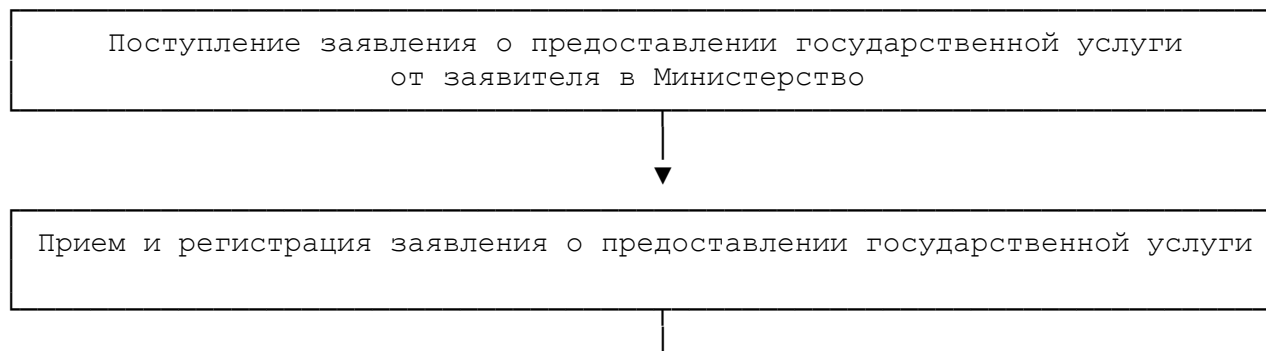 Поступление заявления о предоставлении государственной услуги
от заявителя в Министерство
Прием и регистрация заявления о предоставлении государственной услуги